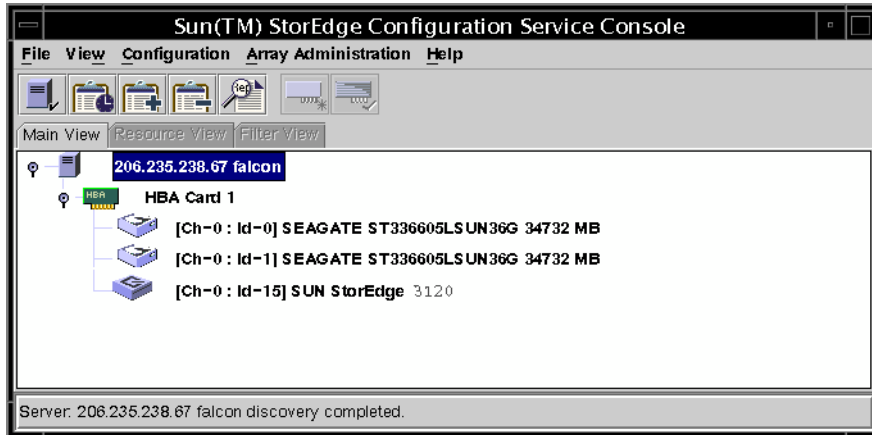 Sun(TM) StorEdge Configuration Service Console
File View Configuration Array Administration Help
Rep
Main View Resource View Filter View
206.235.238.67 falcon
HBA HBA Card 1
[Ch-0 : Id-0] SEAGATE ST336605LSUN36G 34732 MB
[Ch-0 : Id-1] SEAGATE ST336605LSUN36G 34732 MB
[Ch-0 : Id-15] SUN StorEdge 3120
Server: 206.235.238.67 falcon discovery completed.